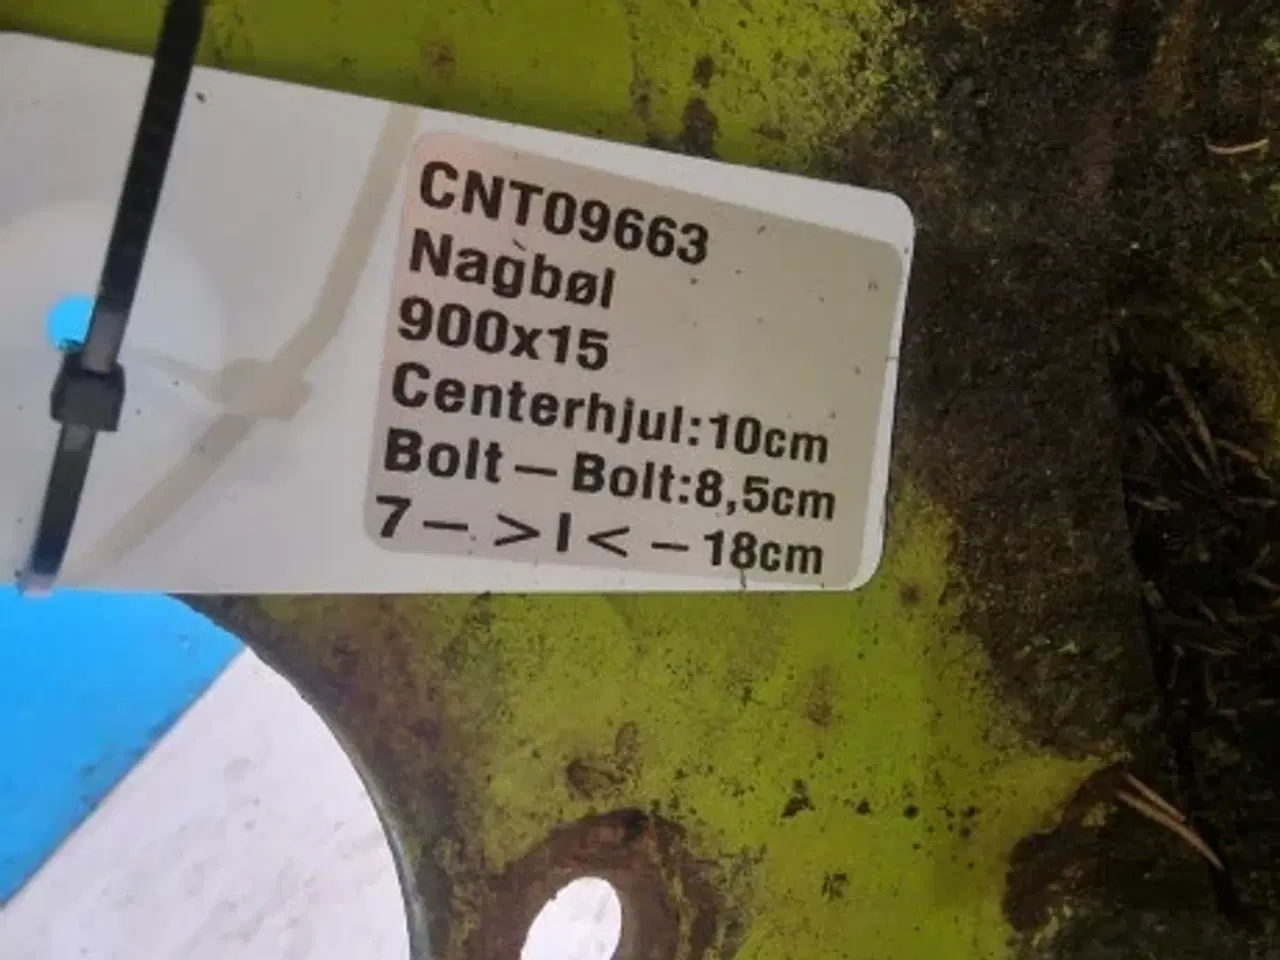 CNT09663
Nagbøl
900x15
Centerhjul:10cm
Bolt – Bolt:8,5cm
7 – > I < – 18cm